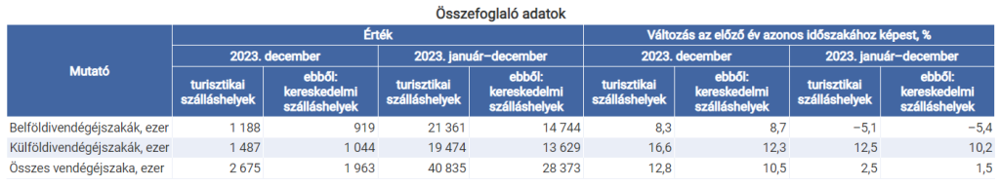 Összefoglaló adatok
Mutató Érték Változás az előző év azonos időszakához képest, %
2023. december 2023. január–december 2023. december 2023. január–december
turisztikai szálláshelyek ebből: kereskedelmi szálláshelyek turisztikai szálláshelyek ebből: kereskedelmi szálláshelyek turisztikai szálláshelyek ebből: kereskedelmi szálláshelyek turisztikai szálláshelyek ebből: kereskedelmi szálláshelyek
Belföldivendégéjszakák, ezer 1 188 919 21 361 14 744 8,3 8,7 –5,1 –5,4
Külföldivendégéjszakák, ezer 1 487 1 044 19 474 13 629 16,6 12,3 12,5 10,2
Összes vendégéjszaka, ezer 2 675 1 963 40 835 28 373 12,8 10,5 2,5 1,5